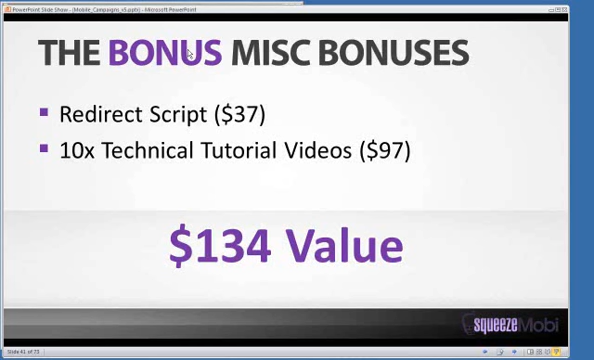 PowerPoint Slide Show - [Mobile_Campaigns_v5.pptx] - Microsoft PowerPoint
THE BONUS MISC BONUSES
Redirect Script ($37)
10x Technical Tutorial Videos ($97)
$134 Value
squeezeMobi
Slide 41 of 73